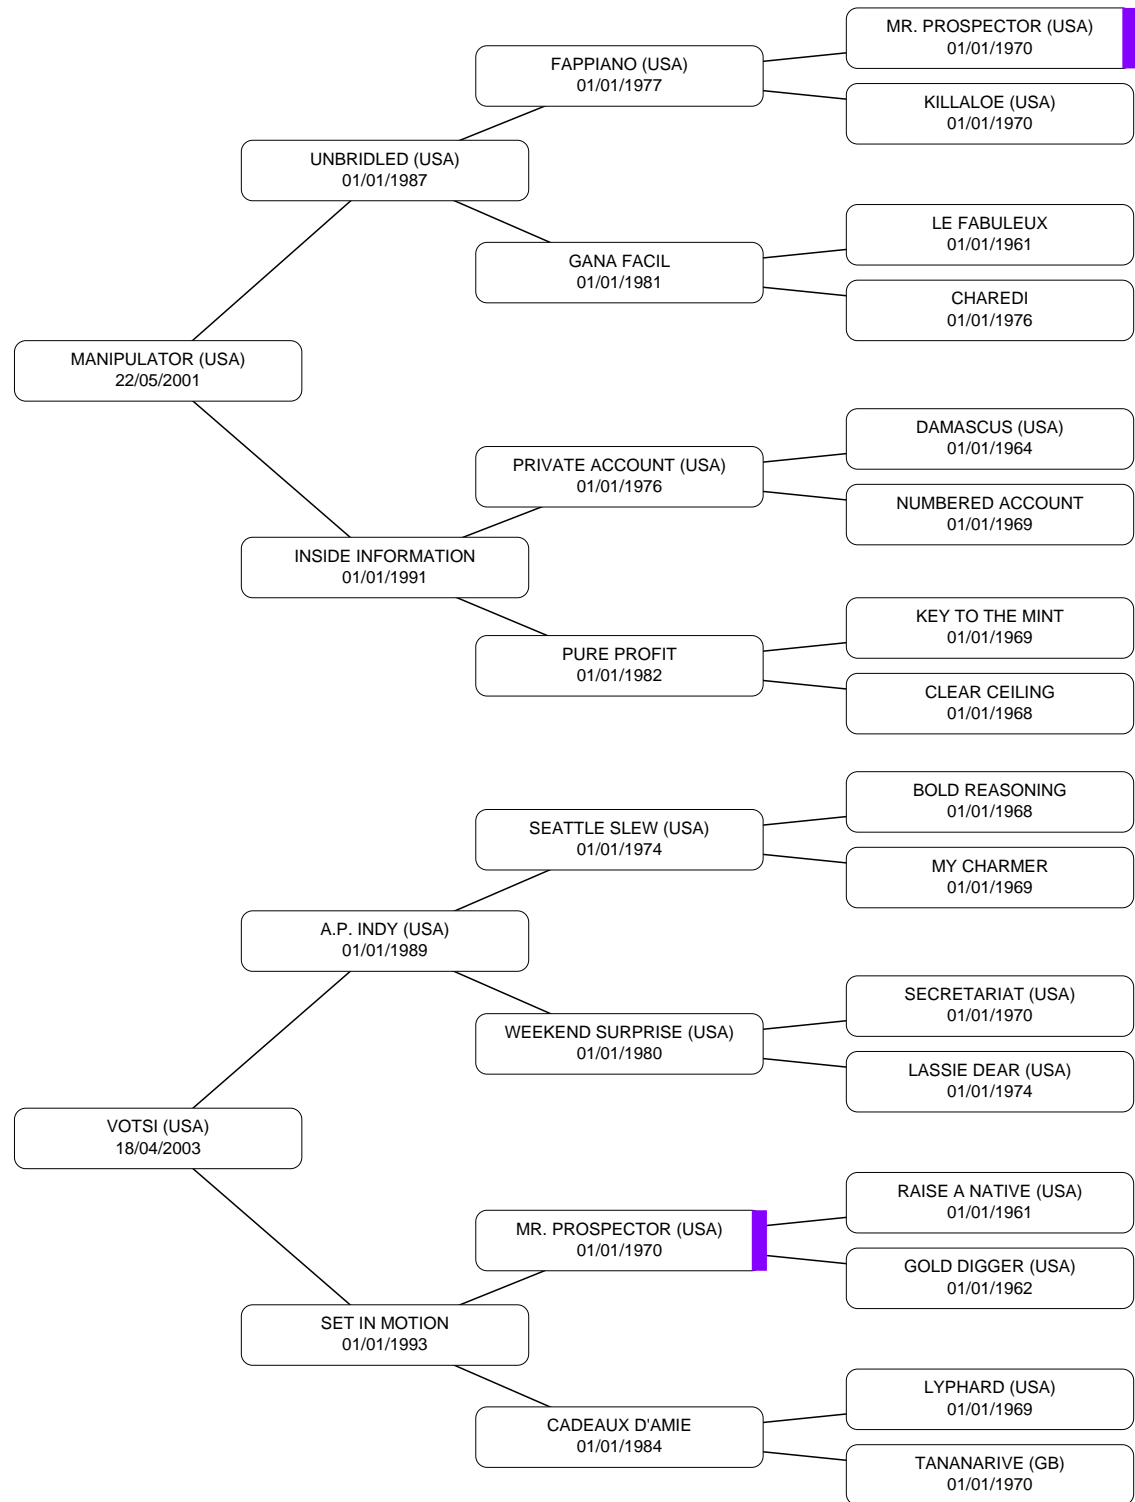 MR. PROSPECTOR (USA)
01/01/1970
FAPPIANO (USA)
01/01/1977
KILLALOE (USA)
01/01/1970
UNBRIDLED (USA)
01/01/1987
LE FABULEUX
01/01/1961
GANA FACIL
01/01/1981
CHAREDI
01/01/1976
MANIPULATOR (USA)
22/05/2001
DAMASCUS (USA)
01/01/1964
PRIVATE ACCOUNT (USA)
01/01/1976
NUMBERED ACCOUNT
01/01/1969
INSIDE INFORMATION
01/01/1991
KEY TO THE MINT
01/01/1969
PURE PROFIT
01/01/1982
CLEAR CEILING
01/01/1968
BOLD REASONING
01/01/1968
SEATTLE SLEW (USA)
01/01/1974
MY CHARMER
01/01/1969
A.P. INDY (USA)
01/01/1989
SECRETARIAT (USA)
01/01/1970
WEEKEND SURPRISE (USA)
01/01/1980
LASSIE DEAR (USA)
01/01/1974
VOTSI (USA)
18/04/2003
RAISE A NATIVE (USA)
01/01/1961
MR. PROSPECTOR (USA)
01/01/1970
GOLD DIGGER (USA)
01/01/1962
SET IN MOTION
01/01/1993
LYPHARD (USA)
01/01/1969
CADEAUX D'AMIE
01/01/1984
TANANARIVE (GB)
01/01/1970